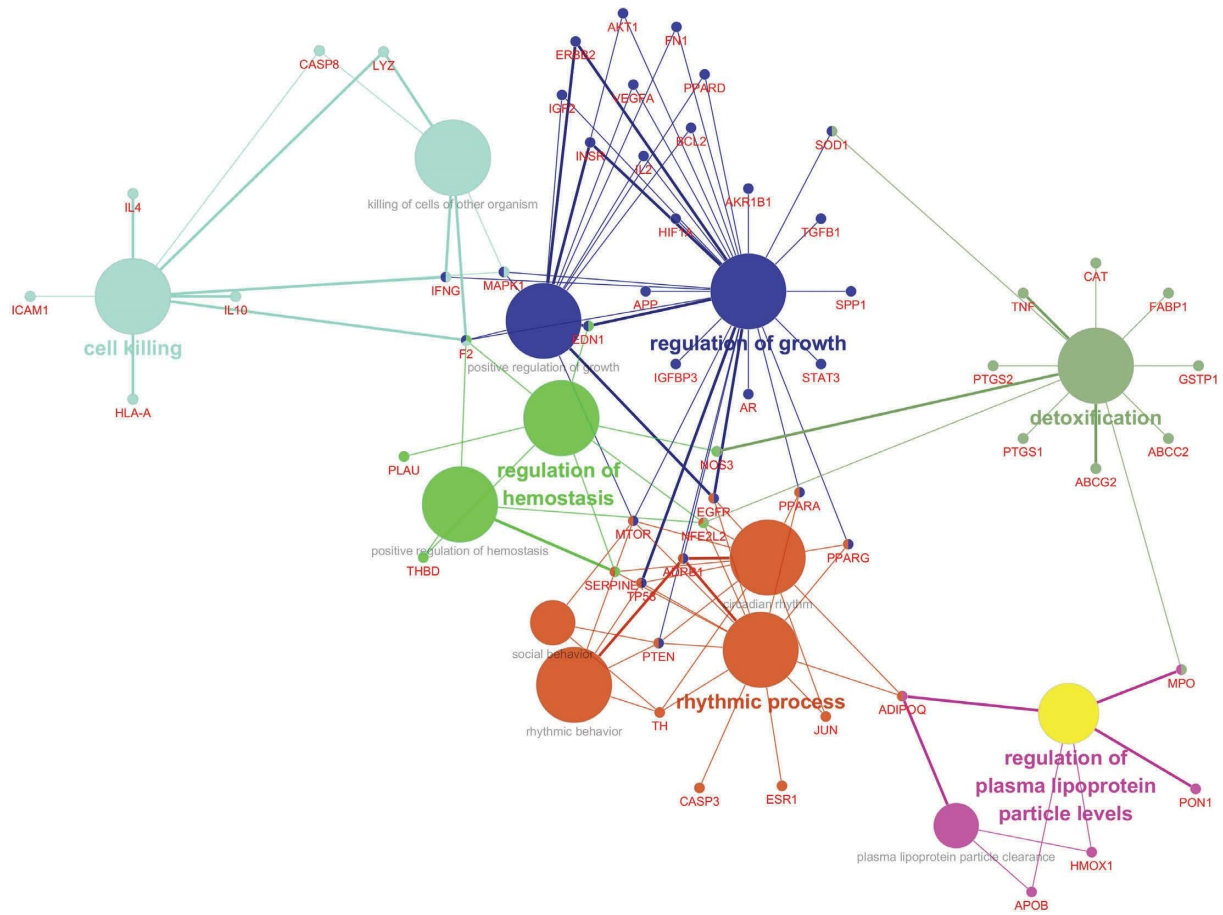 AKT1
FN1
ERBB2
CASP8
LYZ
PPARD
IGF2
VEGFA
BCL2
SOD1
INSR
IL2
killing of cells of other organism
AKR1B1
IL4
HIF1A
TGFB1
CAT
IFNG
MAPK1
TNF
FABP1
ICAM1
IL10
APP
SPP1
EDN1
regulation of growth
cell killing
F2
positive regulation of growth
IGFBP3
STAT3
PTGS2
GSTP1
AR
HLA-A
detoxification
PTGS1
ABCC2
PLAU
NOS3
regulation of
hemostasis
ABCG2
EGFR
PPARA
MTOR
NFE2L2
positive regulation of hemostasis
PPARG
THBD
ADRB1
SERPINE
TP53
circadian rhythm
social behavior
PTEN
MPO
rhythmic process
ADIPOQ
rhythmic behavior
TH
JUN
regulation of
plasma lipoprotein
particle levels
CASP3
ESR1
PON1
plasma lipoprotein particle clearance
HMOX1
APOB